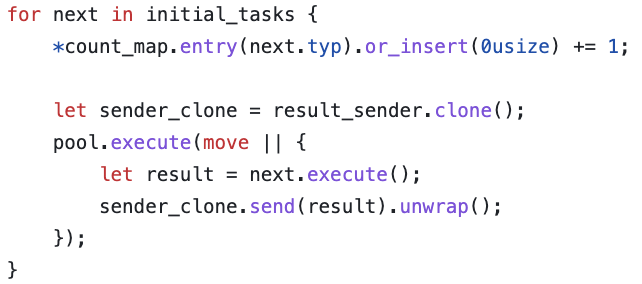 for next in initial_tasks {
    *count_map.entry(next.typ).or_insert(0usize) += 1;

    let sender_clone = result_sender.clone();
    pool.execute(move || {
        let result = next.execute();
        sender_clone.send(result).unwrap();
    });
}